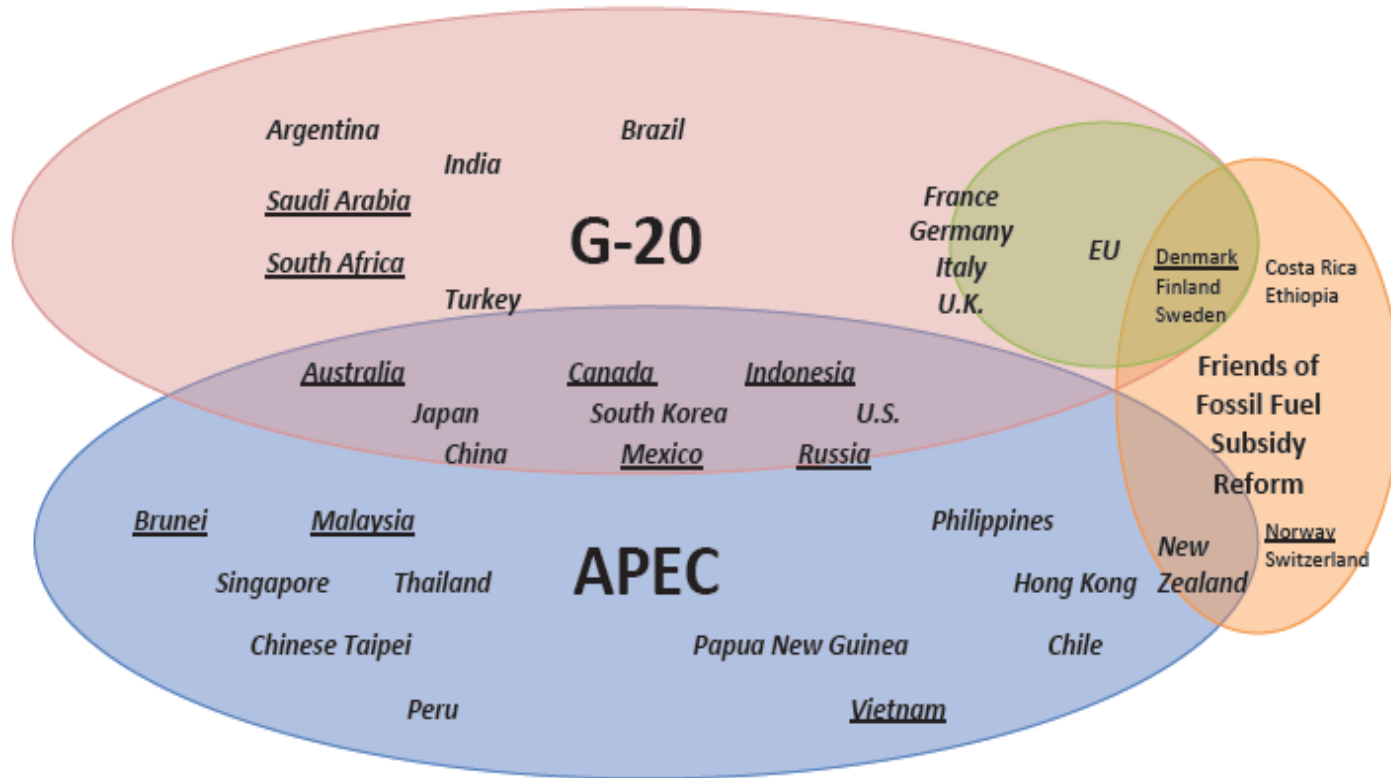 Argentina
Brazil
India
Saudi Arabia
South Africa
Turkey
G-20
France
Germany
Italy
U.K.
EU
Denmark
Finland
Sweden
Costa Rica
Ethiopia
Friends of
Fossil Fuel
Subsidy
Reform
Australia
Canada
Indonesia
Japan
South Korea
U.S.
China
Mexico
Russia
Brunei
Malaysia
Philippines
Singapore
Thailand
APEC
Hong Kong
New
Zealand
Norway
Switzerland
Chinese Taipei
Papua New Guinea
Chile
Peru
Vietnam